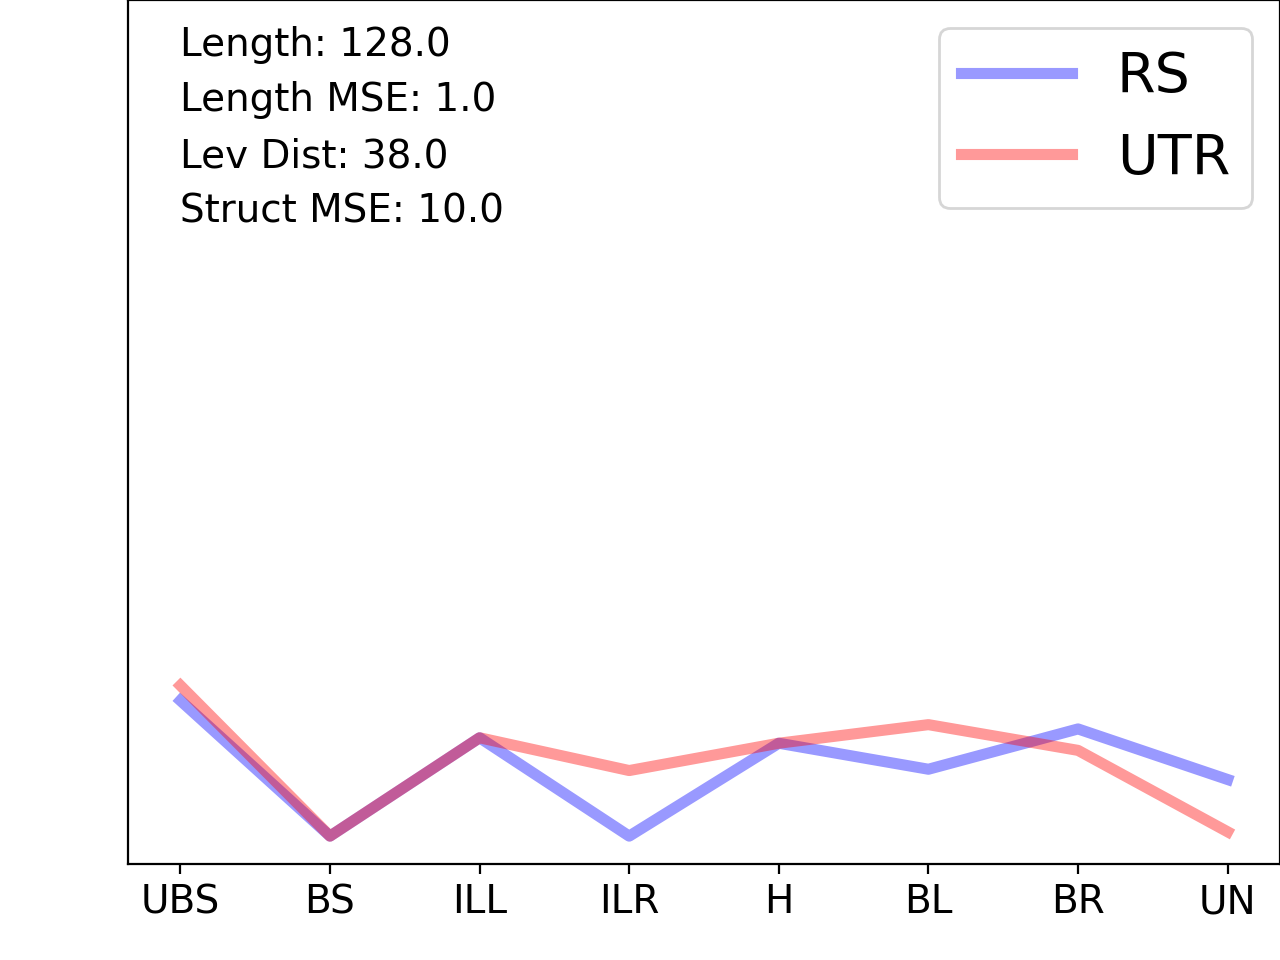 Length: 128.0
Length MSE: 1.0
Lev Dist: 38.0
Struct MSE: 10.0
RS
UTR
UBS BS ILL ILR H BL BR UN